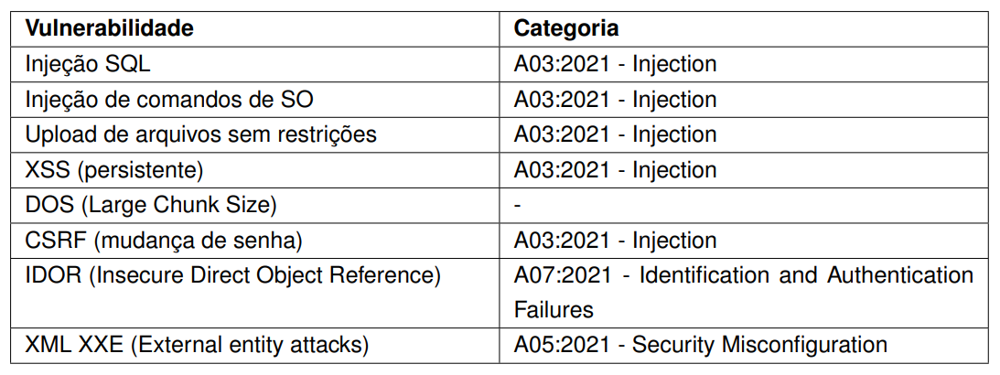 Vulnerabilidade Categoria
Injeção SQL A03:2021 - Injection
Injeção de comandos de SO A03:2021 - Injection
Upload de arquivos sem restrições A03:2021 - Injection
XSS (persistente) A03:2021 - Injection
DOS (Large Chunk Size) -
CSRF (mudança de senha) A03:2021 - Injection
IDOR (Insecure Direct Object Reference) A07:2021 - Identification and Authentication
Failures
XML XXE (External entity attacks) A05:2021 - Security Misconfiguration